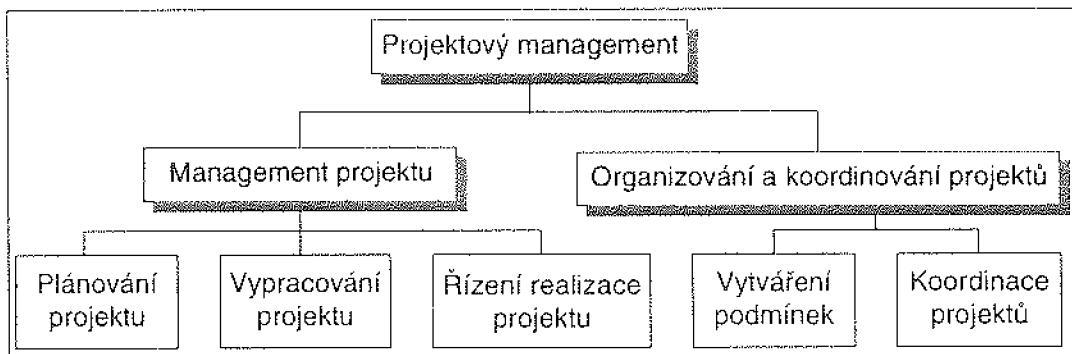 Projektový management
Management projektu
Organizování a koordinování projektů
Plánování
projektu
Vypracování
projektu
Řízení realizace
projektu
Vytváření
podmínek
Koordinace
projektů